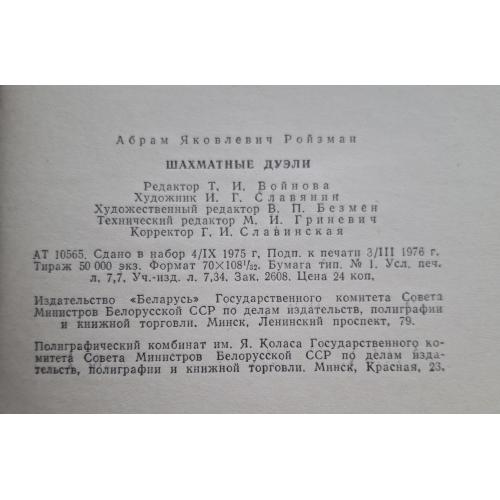 Абрам Яковлевич Ройзман
ШАХМАТНЫЕ ДУЭЛИ
Редактор Т. И. Войнова
Художник И. Г. Славянин
Художественный редактор В. П. Безмен
Технический редактор М. И. Гриневич
Корректор Г. И. Славинская
АТ 10565. Сдано в набор 4/IX 1975 г. Подп. к печати 3/III 1976 г.
Тираж 50 000 экз. Формат 70×108¹/₃₂. Бумага тип. № 1. Усл. печ.
л. 7,7. Уч.-изд. л. 7,34. Зак. 2608. Цена 24 коп.
Издательство «Беларусь» Государственного комитета Совета
Министров Белорусской ССР по делам издательств, полиграфии
и книжной торговли. Минск, Ленинский проспект, 79.
Полиграфический комбинат им. Я. Коласа Государственного ко-
митета Совета Министров Белорусской ССР по делам изда-
тельств, полиграфии и книжной торговли. Минск, Красная, 23.